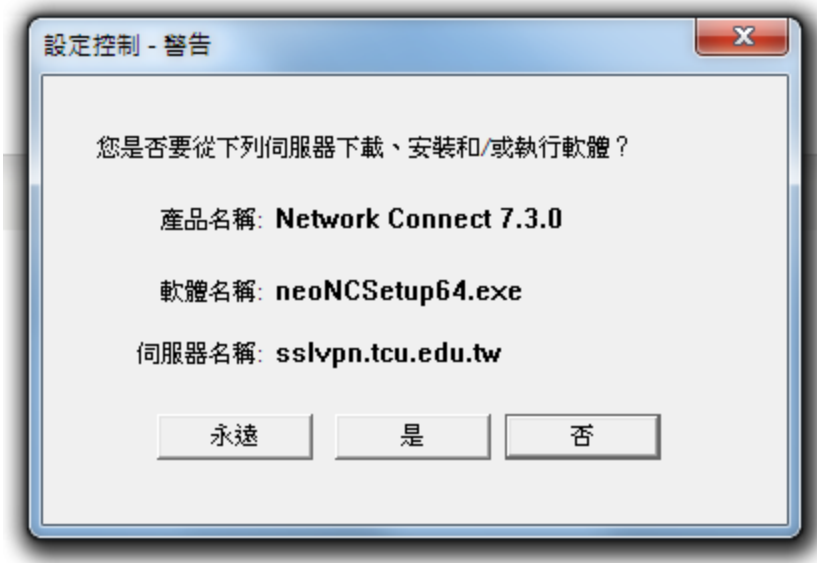 設定控制 - 警告
您是否要從下列伺服器下載、安裝和/或執行軟體？
產品名稱: Network Connect 7.3.0
軟體名稱: neoNCSetup64.exe
伺服器名稱: sslvpn.tcu.edu.tw
永遠 是 否